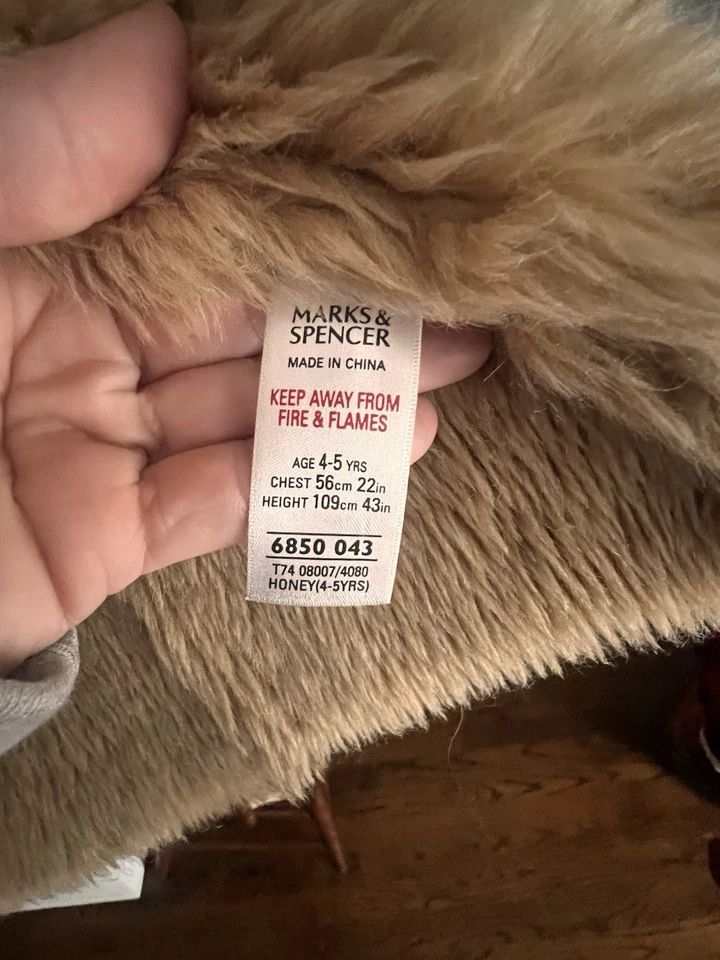 MARKS&
SPENCER
MADE IN CHINA
KEEP AWAY FROM
FIRE & FLAMES
AGE 4-5 YRS
CHEST 56cm 22in
HEIGHT 109cm 43in
6850 043
T74 08007/4080
HONEY(4-5YRS)